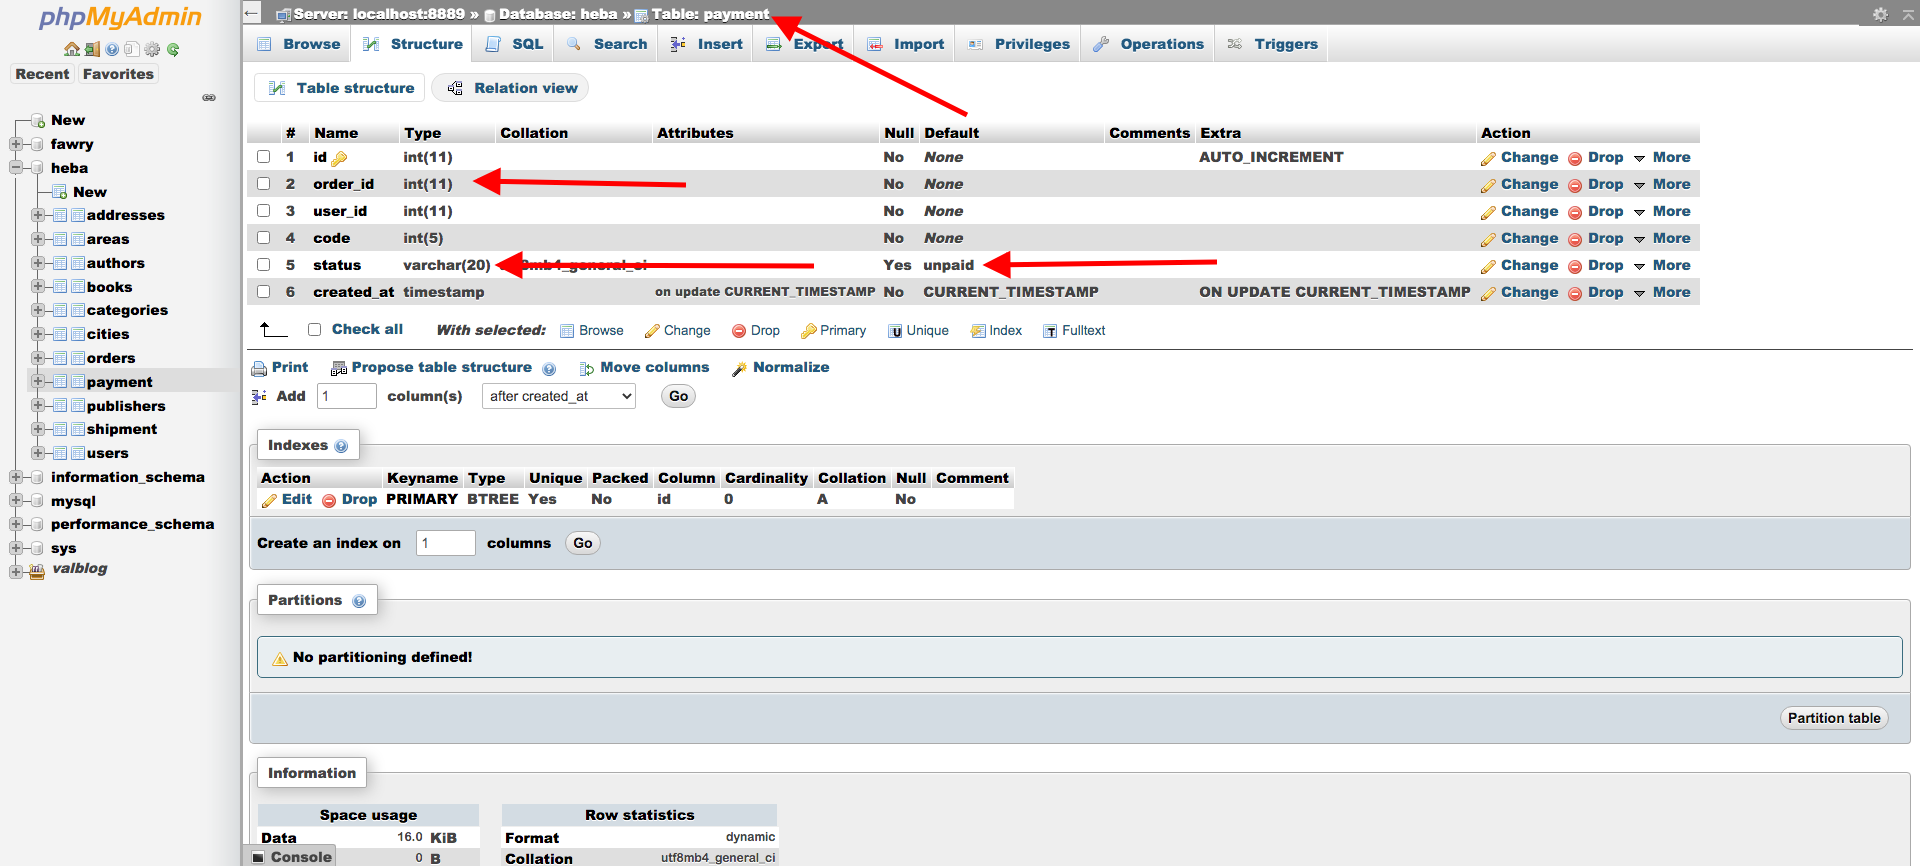 phpMyAdmin
Recent Favorites
New
fawry
heba
New
addresses
areas
authors
books
categories
cities
orders
payment
publishers
shipment
users
information_schema
mysql
performance_schema
sys
valblog
Server: localhost:8889 » Database: heba » Table: payment
Browse Structure SQL Search Insert Export Import Privileges Operations Triggers
Table structure Relation view
# Name Type Collation Attributes Null Default Comments Extra Action
1 id int(11) No None AUTO_INCREMENT Change Drop More
2 order_id int(11) No None Change Drop More
3 user_id int(11) No None Change Drop More
4 code int(5) No None Change Drop More
5 status varchar(20) utf8mb4_general_ci Yes unpaid Change Drop More
6 created_at timestamp on update CURRENT_TIMESTAMP No CURRENT_TIMESTAMP ON UPDATE CURRENT_TIMESTAMP Change Drop More
Check all With selected: Browse Change Drop Primary Unique Index Fulltext
Print Propose table structure Move columns Normalize
Add 1 column(s) after created_at Go
Indexes
Action Keyname Type Unique Packed Column Cardinality Collation Null Comment
Edit Drop PRIMARY BTREE Yes No id 0 A No
Create an index on 1 columns Go
Partitions
No partitioning defined!
Partition table
Information
Space usage
Data 16.0 KiB
0 B
Row statistics
Format dynamic
Collation utf8mb4_general_ci
Console